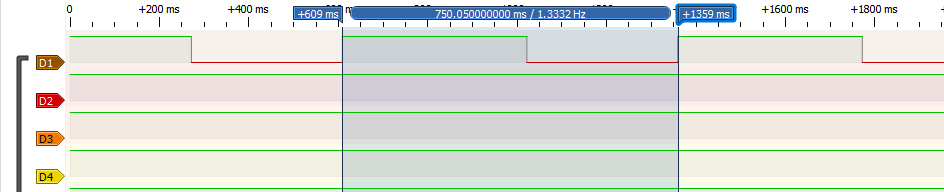 0 +200 ms +400 ms +609 ms 750.050000000 ms / 1.3332 Hz +1359 ms +1600 ms +1800 ms
D1
D2
D3
D4